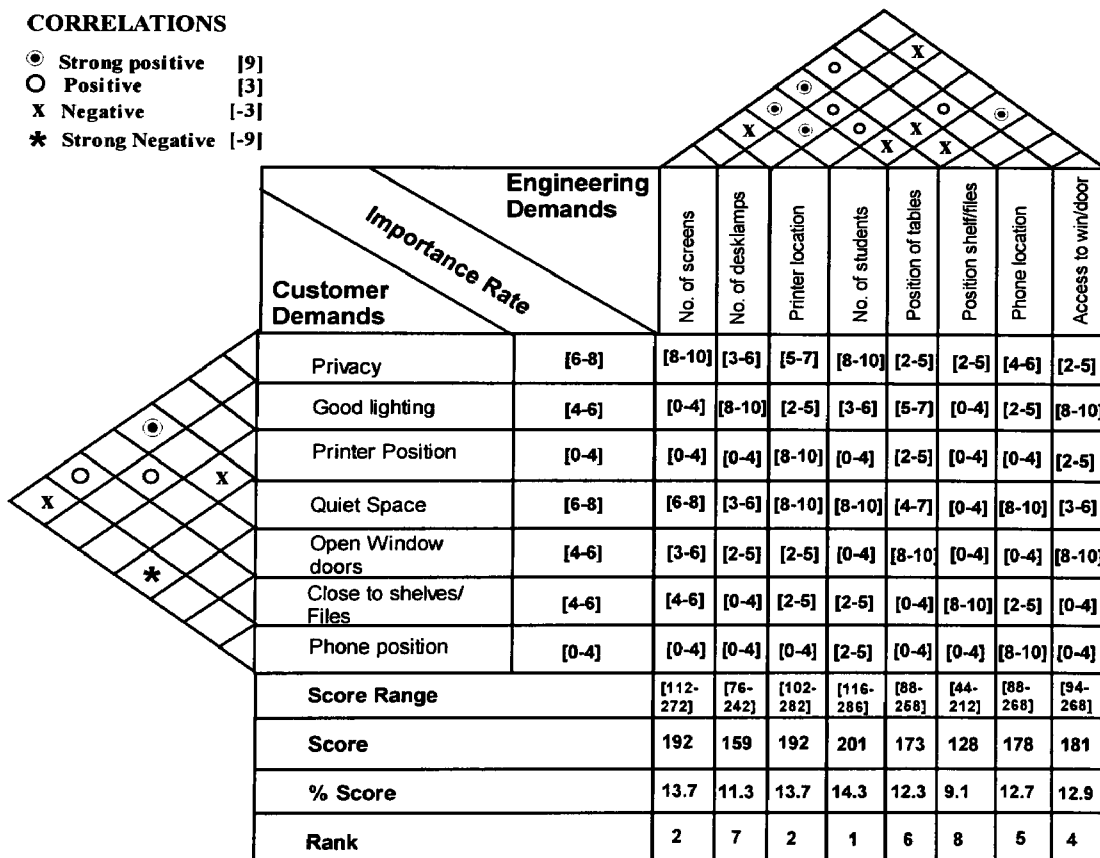 CORRELATIONS
Strong positive [9]
O Positive [3]
X Negative [-3]
* Strong Negative [-9]
Engineering Demands
Importance Rate
Customer Demands
No. of screens
No. of desklamps
Printer location
No. of students
Position of tables
Position shelf/files
Phone location
Access to win/door
Privacy [6-8] [8-10] [3-6] [5-7] [8-10] [2-5] [2-5] [4-6] [2-5]
Good lighting [4-6] [0-4] [8-10] [2-5] [3-6] [5-7] [0-4] [2-5] [8-10]
Printer Position [0-4] [0-4] [0-4] [8-10] [0-4] [2-5] [0-4] [0-4] [2-5]
Quiet Space [6-8] [6-8] [3-6] [8-10] [8-10] [4-7] [0-4] [8-10] [3-6]
Open Window
doors [4-6] [3-6] [2-5] [2-5] [0-4] [8-10] [0-4] [0-4] [8-10]
Close to shelves/
Files [4-6] [4-6] [0-4] [2-5] [2-5] [0-4] [8-10] [2-5] [0-4]
Phone position [0-4] [0-4] [0-4] [0-4] [2-5] [0-4] [0-4] [8-10] [0-4]
Score Range [112-272] [76-242] [102-282] [116-286] [88-258] [44-212] [88-268] [94-268]
Score 192 159 192 201 173 128 178 181
% Score 13.7 11.3 13.7 14.3 12.3 9.1 12.7 12.9
Rank 2 7 2 1 6 8 5 4